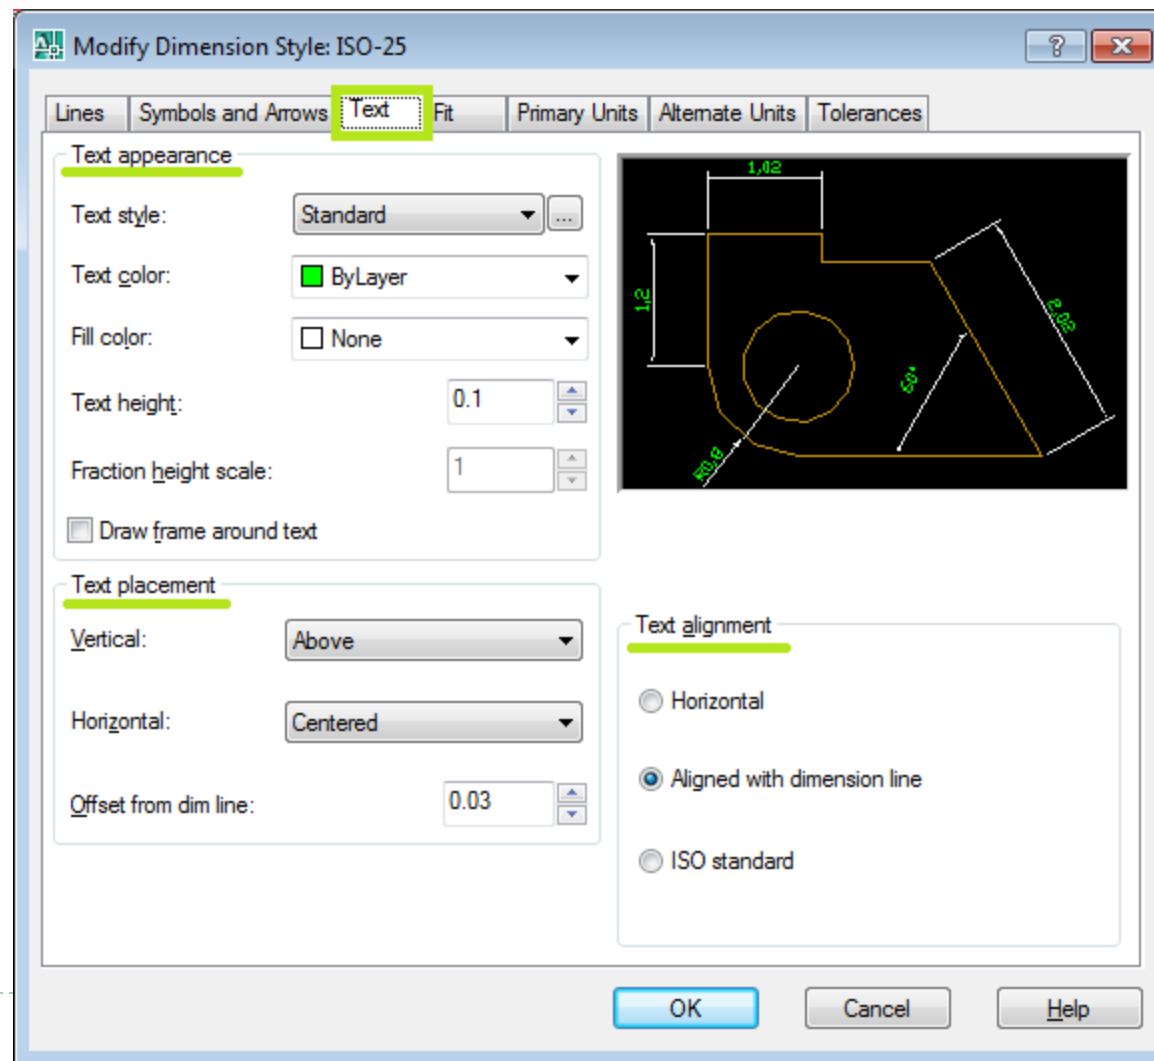 Modify Dimension Style: ISO-25
Lines Symbols and Arrows Text Fit Primary Units Alternate Units Tolerances
Text appearance
Text style: Standard ...
Text color: ByLayer
Fill color: None
Text height: 0.1
Fraction height scale: 1
Draw frame around text
1,02
1,2
2,02
60°
R0,8
Text placement
Vertical: Above
Horizontal: Centered
Offset from dim line: 0.03
Text alignment
Horizontal
Aligned with dimension line
ISO standard
OK Cancel Help